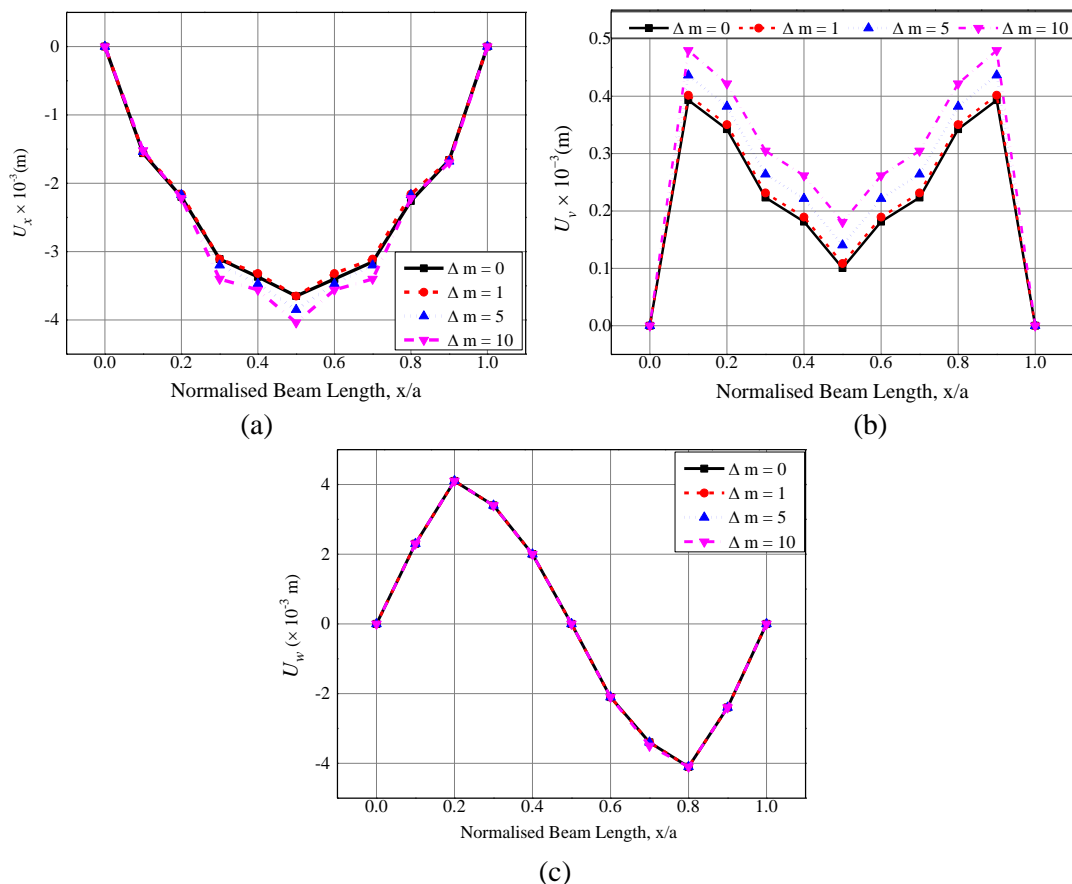 0
-1
-2
-3
-4
U_x × 10^-3 (m)
Δ m = 0
Δ m = 1
Δ m = 5
Δ m = 10
0.0 0.2 0.4 0.6 0.8 1.0
Normalised Beam Length, x/a
(a)
Δ m = 0 Δ m = 1 Δ m = 5 Δ m = 10
0.5
0.4
0.3
0.2
0.1
0.0
U_v × 10^-3 (m)
0.0 0.2 0.4 0.6 0.8 1.0
Normalised Beam Length, x/a
(b)
4
2
0
-2
-4
U_w (× 10^-3 m)
Δ m = 0
Δ m = 1
Δ m = 5
Δ m = 10
0.0 0.2 0.4 0.6 0.8 1.0
Normalised Beam Length, x/a
(c)